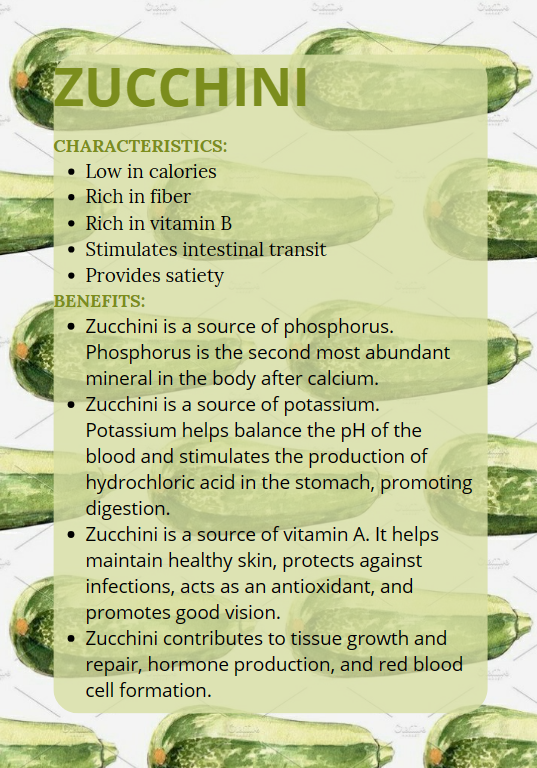 ZUCCHINI
CHARACTERISTICS:
• Low in calories
• Rich in fiber
• Rich in vitamin B
• Stimulates intestinal transit
• Provides satiety
BENEFITS:
• Zucchini is a source of phosphorus.
Phosphorus is the second most abundant
mineral in the body after calcium.
• Zucchini is a source of potassium.
Potassium helps balance the pH of the
blood and stimulates the production of
hydrochloric acid in the stomach, promoting
digestion.
• Zucchini is a source of vitamin A. It helps
maintain healthy skin, protects against
infections, acts as an antioxidant, and
promotes good vision.
• Zucchini contributes to tissue growth and
repair, hormone production, and red blood
cell formation.